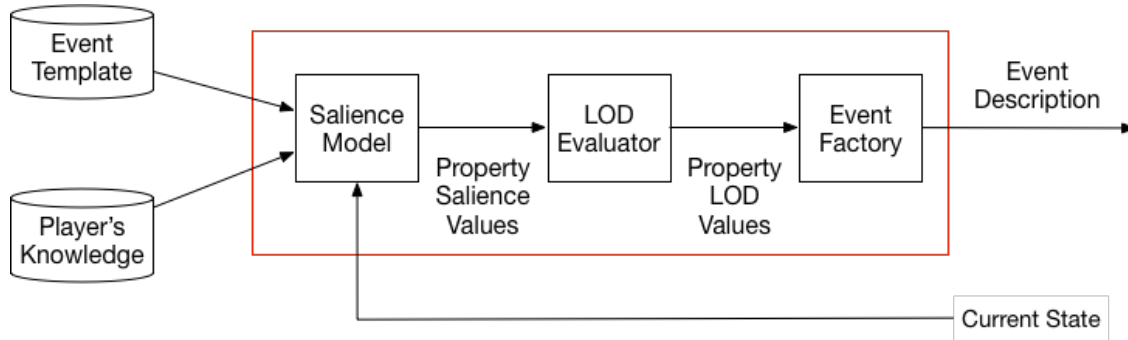 Event
Template
Player's
Knowledge
Salience
Model
Property
Salience
Values
LOD
Evaluator
Property
LOD
Values
Event
Factory
Event
Description
Current State